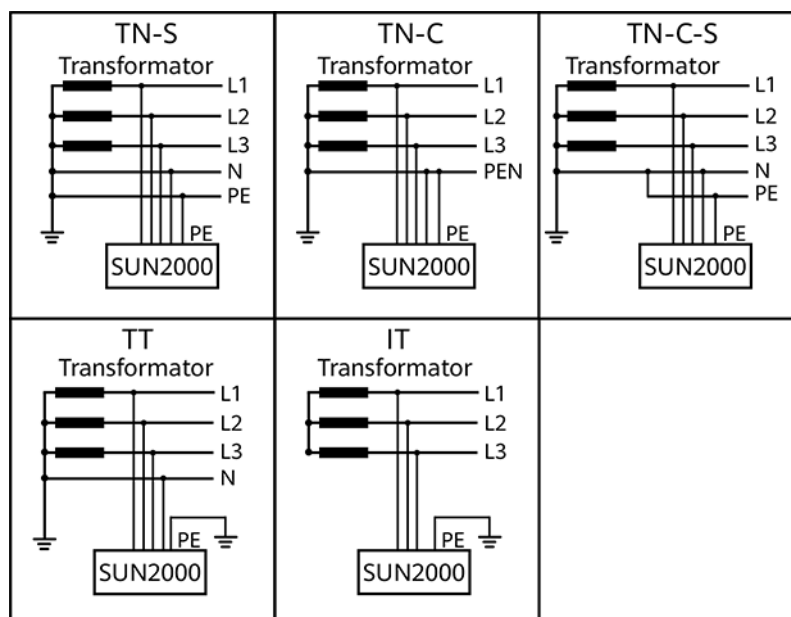 TN-S
Transformator
L1
L2
L3
N
PE
PE
SUN2000
TN-C
Transformator
L1
L2
L3
PEN
PE
SUN2000
TN-C-S
Transformator
L1
L2
L3
N
PE
PE
SUN2000
TT
Transformator
L1
L2
L3
N
PE
SUN2000
IT
Transformator
L1
L2
L3
PE
SUN2000